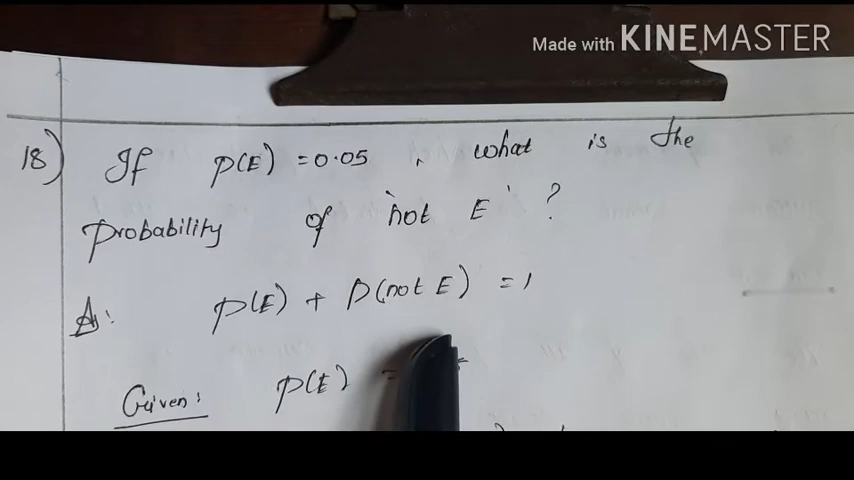 Made with KINEMASTER
18) If P(E) = 0.05, what is the
probability of 'not E' ?
A: P(E) + P(not E) = 1
Given: P(E) =